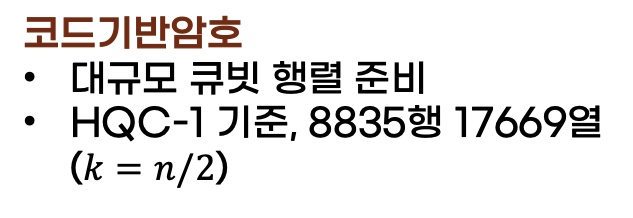 코드기반암호
• 대규모 큐빗 행렬 준비
• HQC-1 기준, 8835행 17669열
(k = n/2)